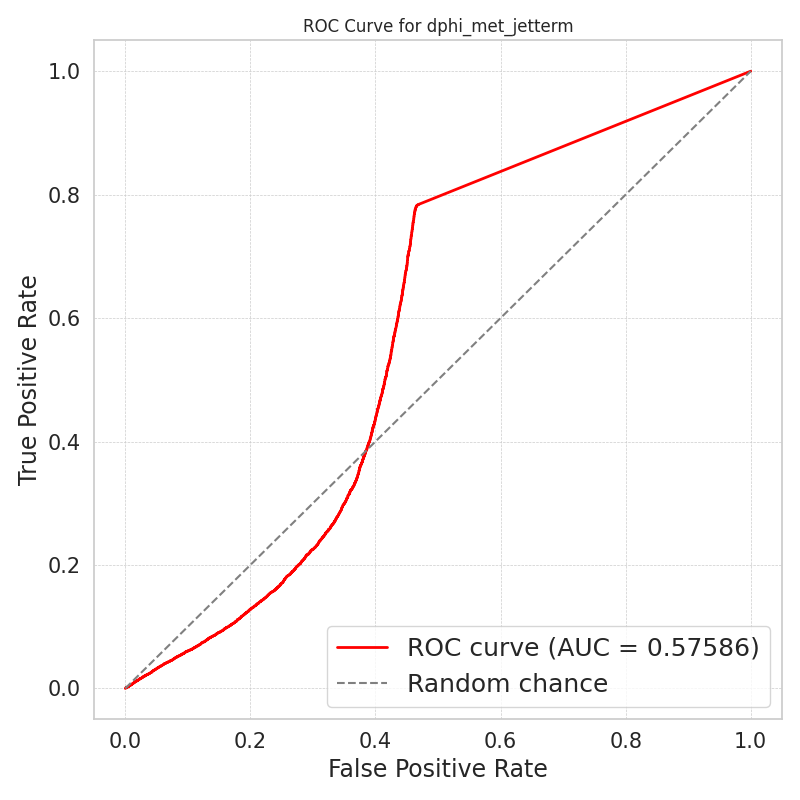 ROC Curve for dphi_met_jetterm
1.0
0.8
0.6
0.4
0.2
0.0
True Positive Rate
ROC curve (AUC = 0.57586)
Random chance
0.0 0.2 0.4 0.6 0.8 1.0
False Positive Rate